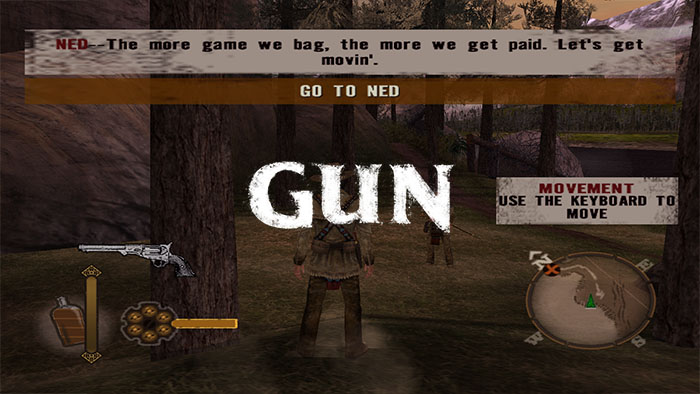 NED--The more game we bag, the more we get paid. Let's get
movin'.
GO TO NED
GUN
MOVEMENT
USE THE KEYBOARD TO
MOVE
N
E
W
S